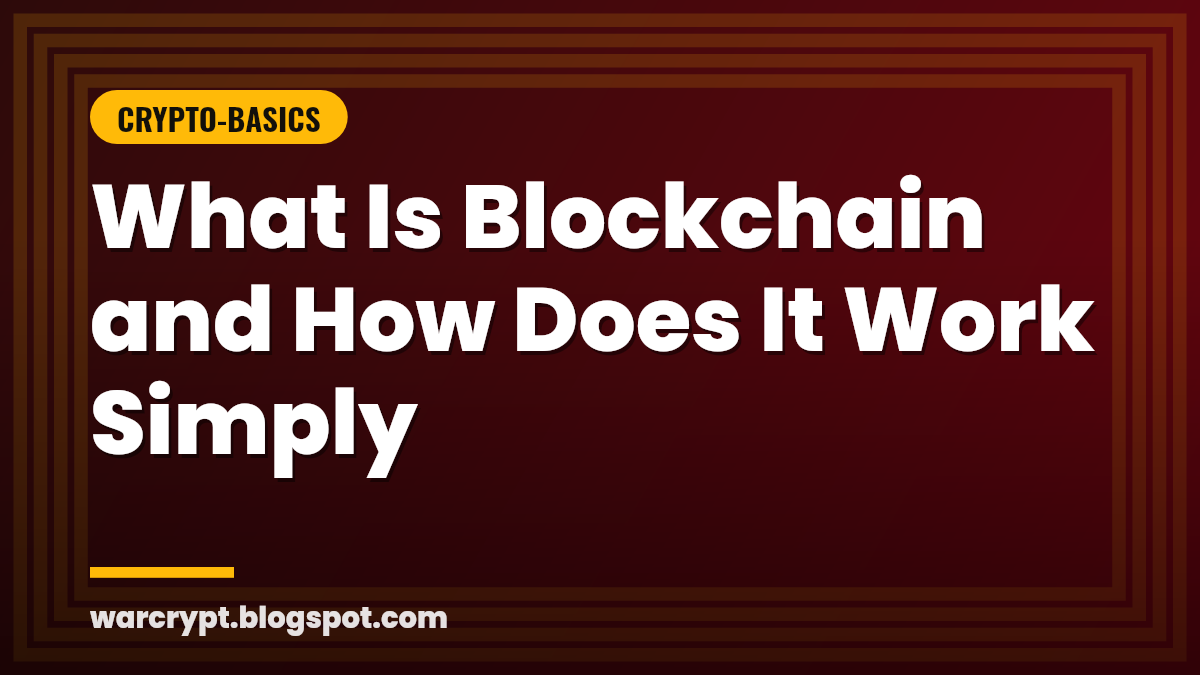 CRYPTO-BASICS
What Is Blockchain
and How Does It Work
Simply
warcrypt.blogspot.com